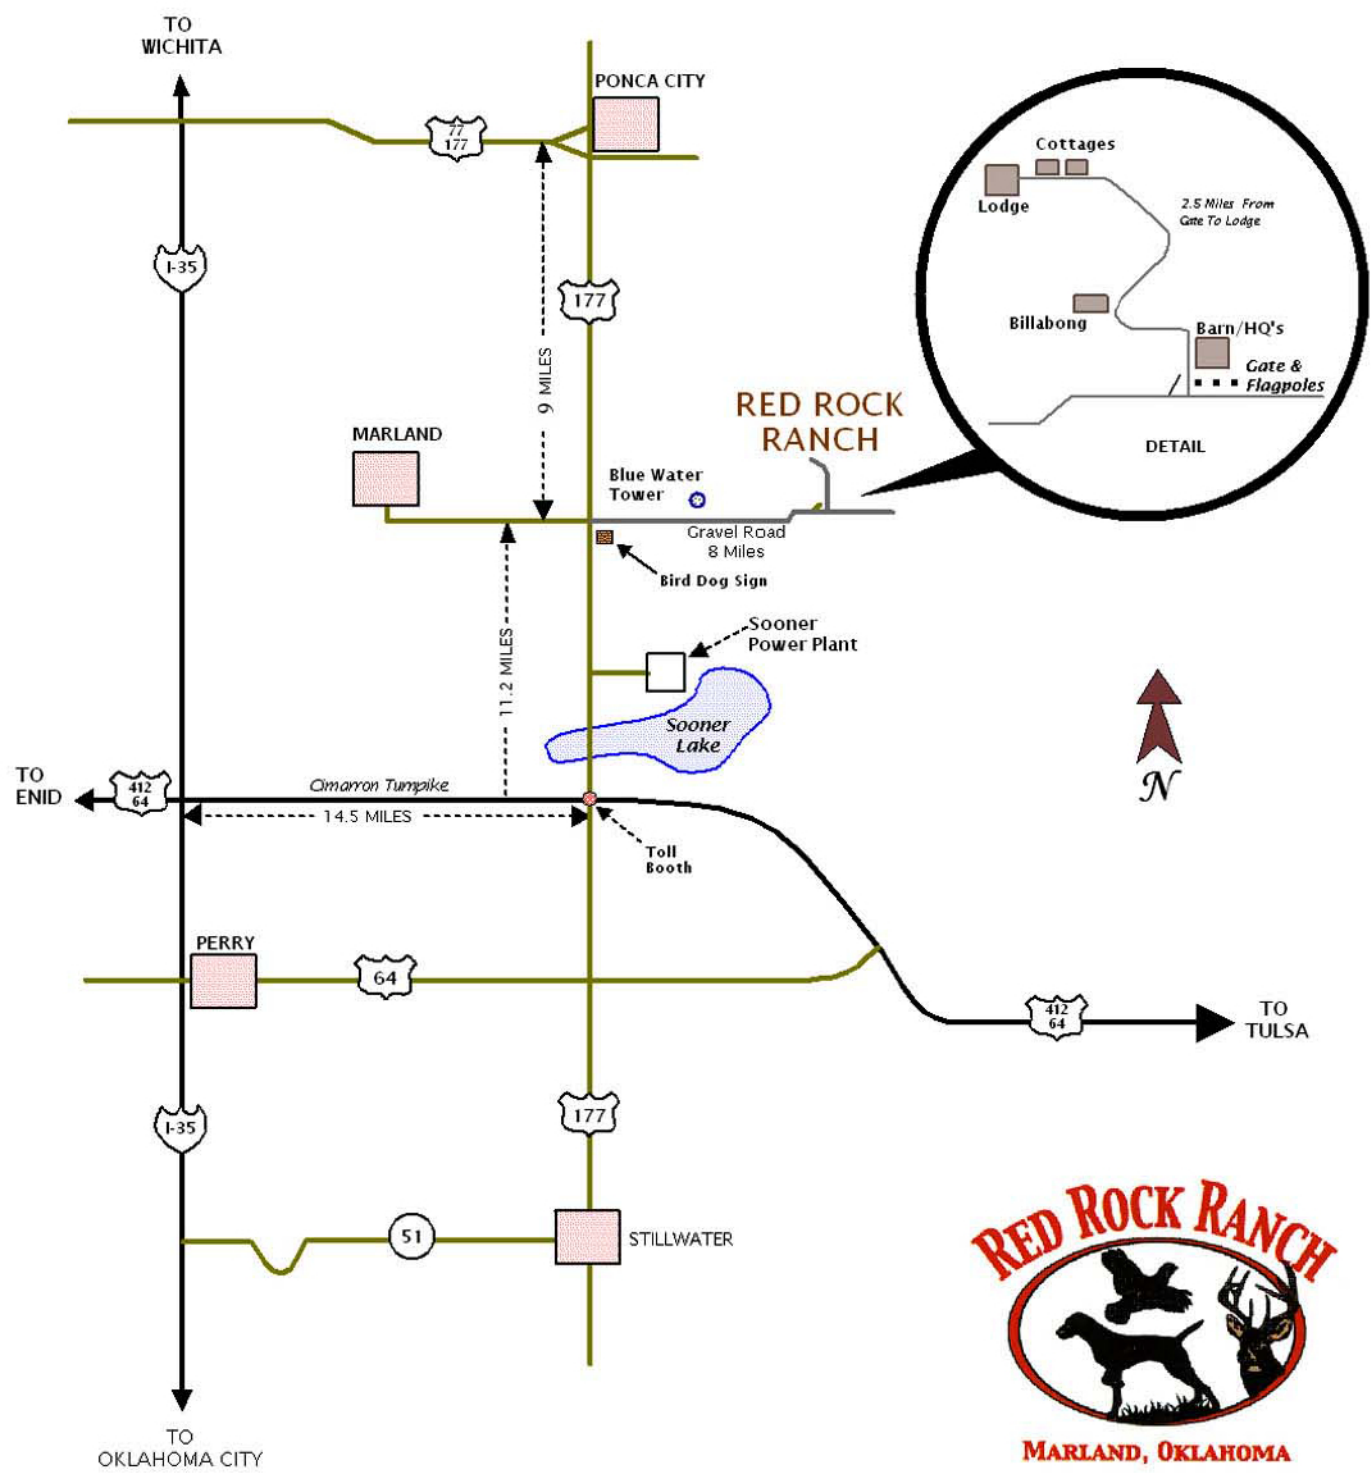 TO
WICHITA
PONCA CITY
77
177
Cottages
Lodge
2.5 Miles From
Gate To Lodge
I-35
177
Billabong
Barn/HQ's
Gate &
Flagpoles
DETAIL
9 MILES
RED ROCK
RANCH
MARLAND
Blue Water
Tower
Gravel Road
8 Miles
Bird Dog Sign
11.2 MILES
Sooner
Power Plant
Sooner
Lake
N
TO
ENID
412
64
Cimarron Turnpike
14.5 MILES
Toll
Booth
PERRY
64
412
64
TO
TULSA
I-35
177
51
STILLWATER
RED ROCK RANCH
MARLAND, OKLAHOMA
TO
OKLAHOMA CITY